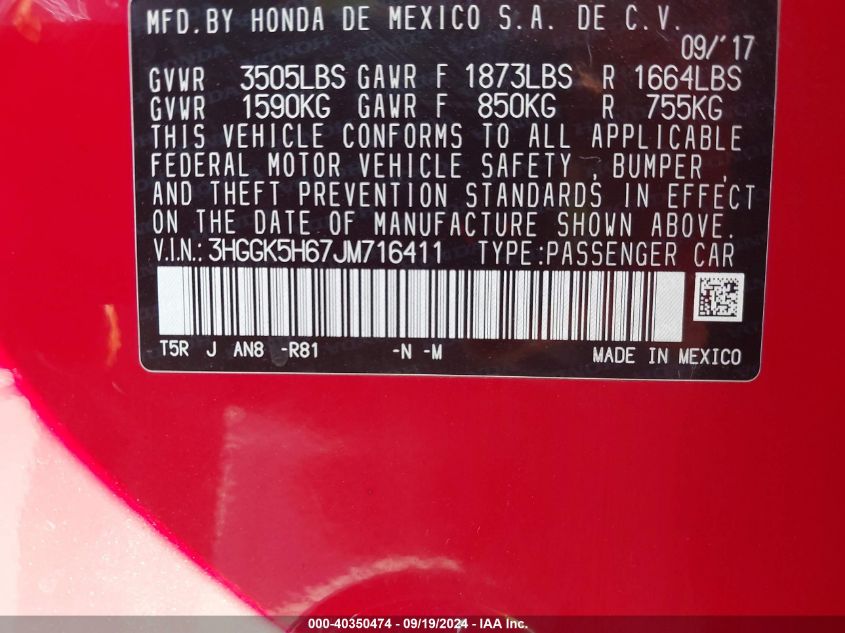 MFD. BY HONDA DE MEXICO S.A. DE C.V.
09/'17
GVWR 3505LBS GAWR F 1873LBS R 1664LBS
GVWR 1590KG GAWR F 850KG R 755KG
THIS VEHICLE CONFORMS TO ALL APPLICABLE
FEDERAL MOTOR VEHICLE SAFETY , BUMPER ,
AND THEFT PREVENTION STANDARDS IN EFFECT
ON THE DATE OF MANUFACTURE SHOWN ABOVE.
V.I.N.: 3HGGK5H67JM716411 TYPE:PASSENGER CAR
T5R J AN8 -R81 -N -M MADE IN MEXICO
000-40350474 - 09/19/2024 - IAA Inc.